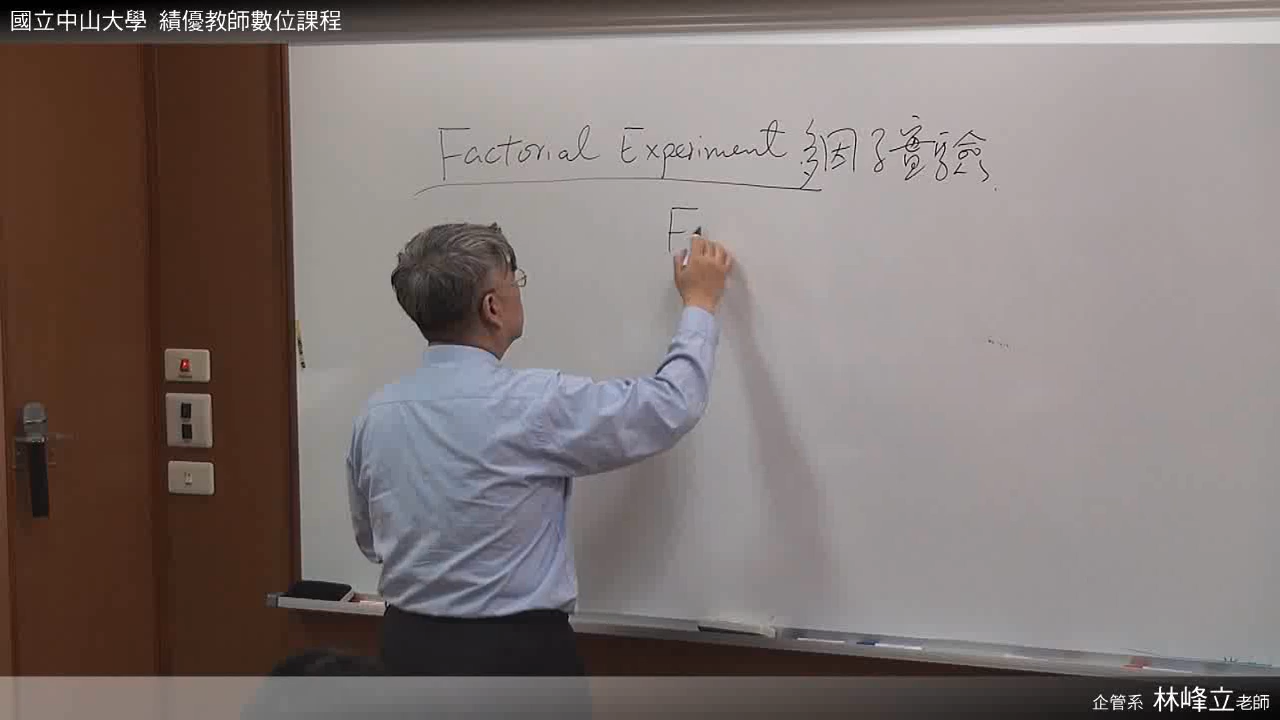 國立中山大學 績優教師數位課程
Factorial Experiment 多因子實驗
F
企管系 林峰立老師